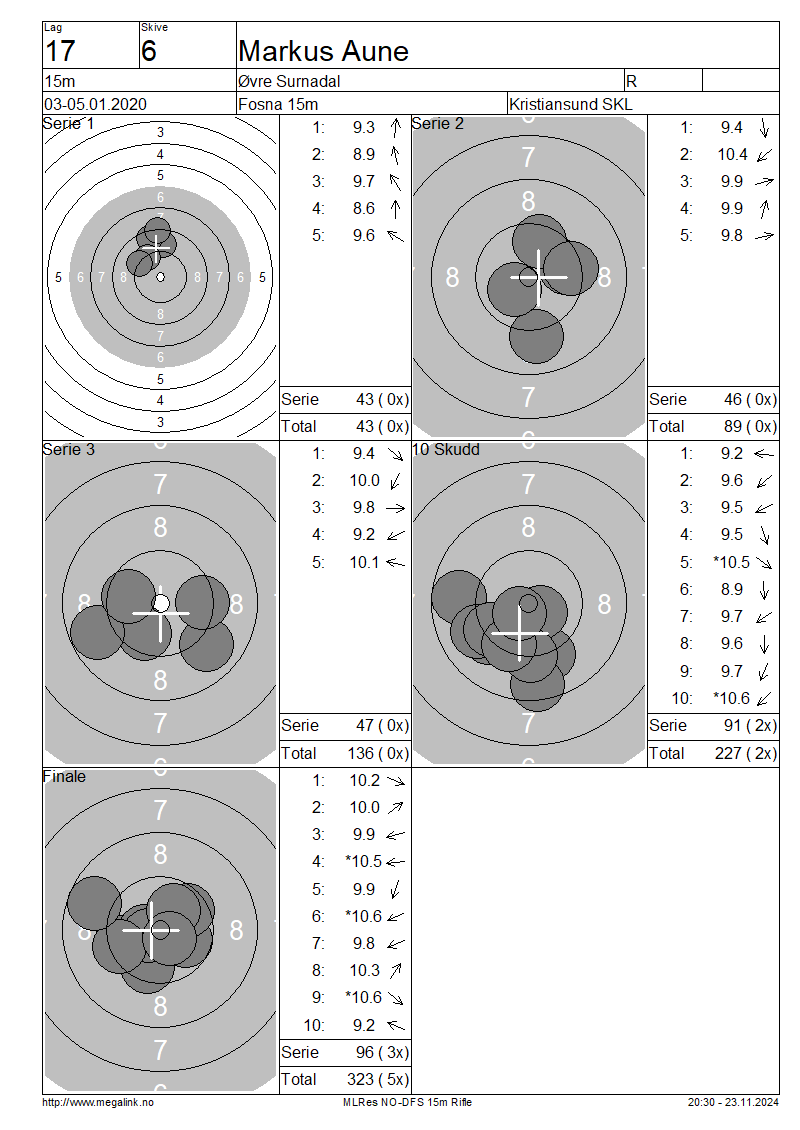 Lag
Skive
17
6
Markus Aune
15m
Øvre Surnadal
R
03-05.01.2020
Fosna 15m
Kristiansund SKL
Serie 1
3
4
5
6
7
5 6 7 8 8 7 6 5
8
7
6
5
4
3
1: 9.3
2: 8.9
3: 9.7
4: 8.6
5: 9.6
Serie 43 ( 0x)
Total 43 ( 0x)
Serie 2
6
7
8
8 8
7
6
1: 9.4
2: 10.4
3: 9.9
4: 9.9
5: 9.8
Serie 46 ( 0x)
Total 89 ( 0x)
Serie 3
6
7
8
8 8
8
7
6
1: 9.4
2: 10.0
3: 9.8
4: 9.2
5: 10.1
Serie 47 ( 0x)
Total 136 ( 0x)
10 Skudd
6
7
8
8
7
6
1: 9.2
2: 9.6
3: 9.5
4: 9.5
5: *10.5
6: 8.9
7: 9.7
8: 9.6
9: 9.7
10: *10.6
Serie 91 ( 2x)
Total 227 ( 2x)
Finale
6
7
8
8 8
8
7
6
1: 10.2
2: 10.0
3: 9.9
4: *10.5
5: 9.9
6: *10.6
7: 9.8
8: 10.3
9: *10.6
10: 9.2
Serie 96 ( 3x)
Total 323 ( 5x)
http://www.megalink.no
MLRes NO-DFS 15m Rifle
20:30 - 23.11.2024